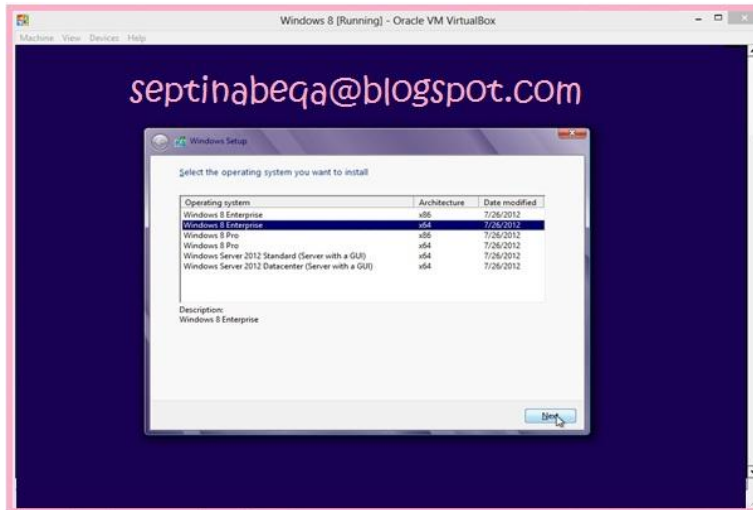 Windows 8 [Running] - Oracle VM VirtualBox
Machine View Devices Help
septinabeqa@blogspot.com
Windows Setup
Select the operating system you want to install
Operating system Architecture Date modified
Windows 8 Enterprise x86 7/26/2012
Windows 8 Enterprise x64 7/26/2012
Windows 8 Pro x86 7/26/2012
Windows 8 Pro x64 7/26/2012
Windows Server 2012 Standard (Server with a GUI) x64 7/26/2012
Windows Server 2012 Datacenter (Server with a GUI) x64 7/26/2012
Description:
Windows 8 Enterprise
Next